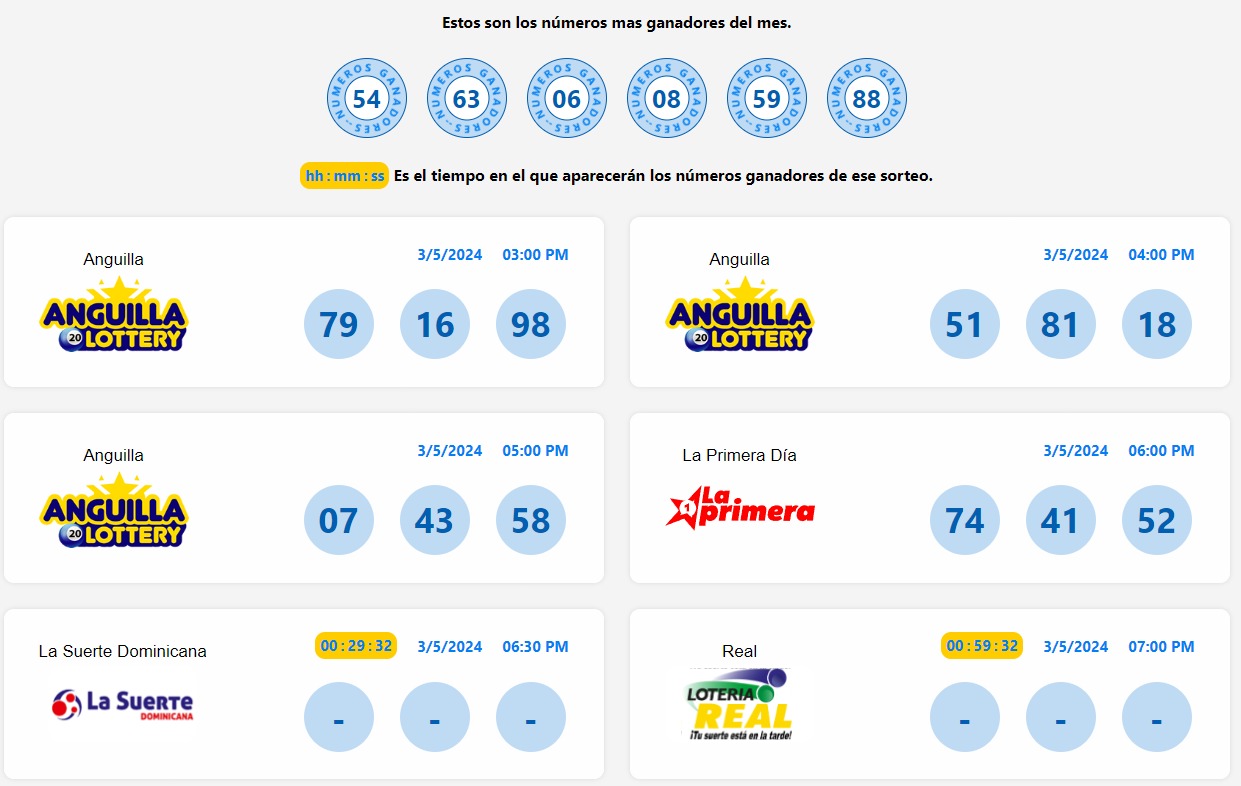 Estos son los números mas ganadores del mes.
NUMEROS GANADORES-- NUMEROS GANADORES-- NUMEROS GANADORES-- NUMEROS GANADORES-- NUMEROS GANADORES-- NUMEROS GANADORES--
54 63 06 08 59 88
hh : mm : ss Es el tiempo en el que aparecerán los números ganadores de ese sorteo.
Anguilla 3/5/2024 03:00 PM
ANGUILLA
20 LOTTERY
79 16 98
Anguilla 3/5/2024 04:00 PM
ANGUILLA
20 LOTTERY
51 81 18
Anguilla 3/5/2024 05:00 PM
ANGUILLA
20 LOTTERY
07 43 58
La Primera Día 3/5/2024 06:00 PM
1 La
primera
74 41 52
La Suerte Dominicana 00 : 29 : 32 3/5/2024 06:30 PM
La Suerte
DOMINICANA
- - -
Real 00 : 59 : 32 3/5/2024 07:00 PM
LOTERIA
REAL
¡Tu suerte está en la tarde!
- - -